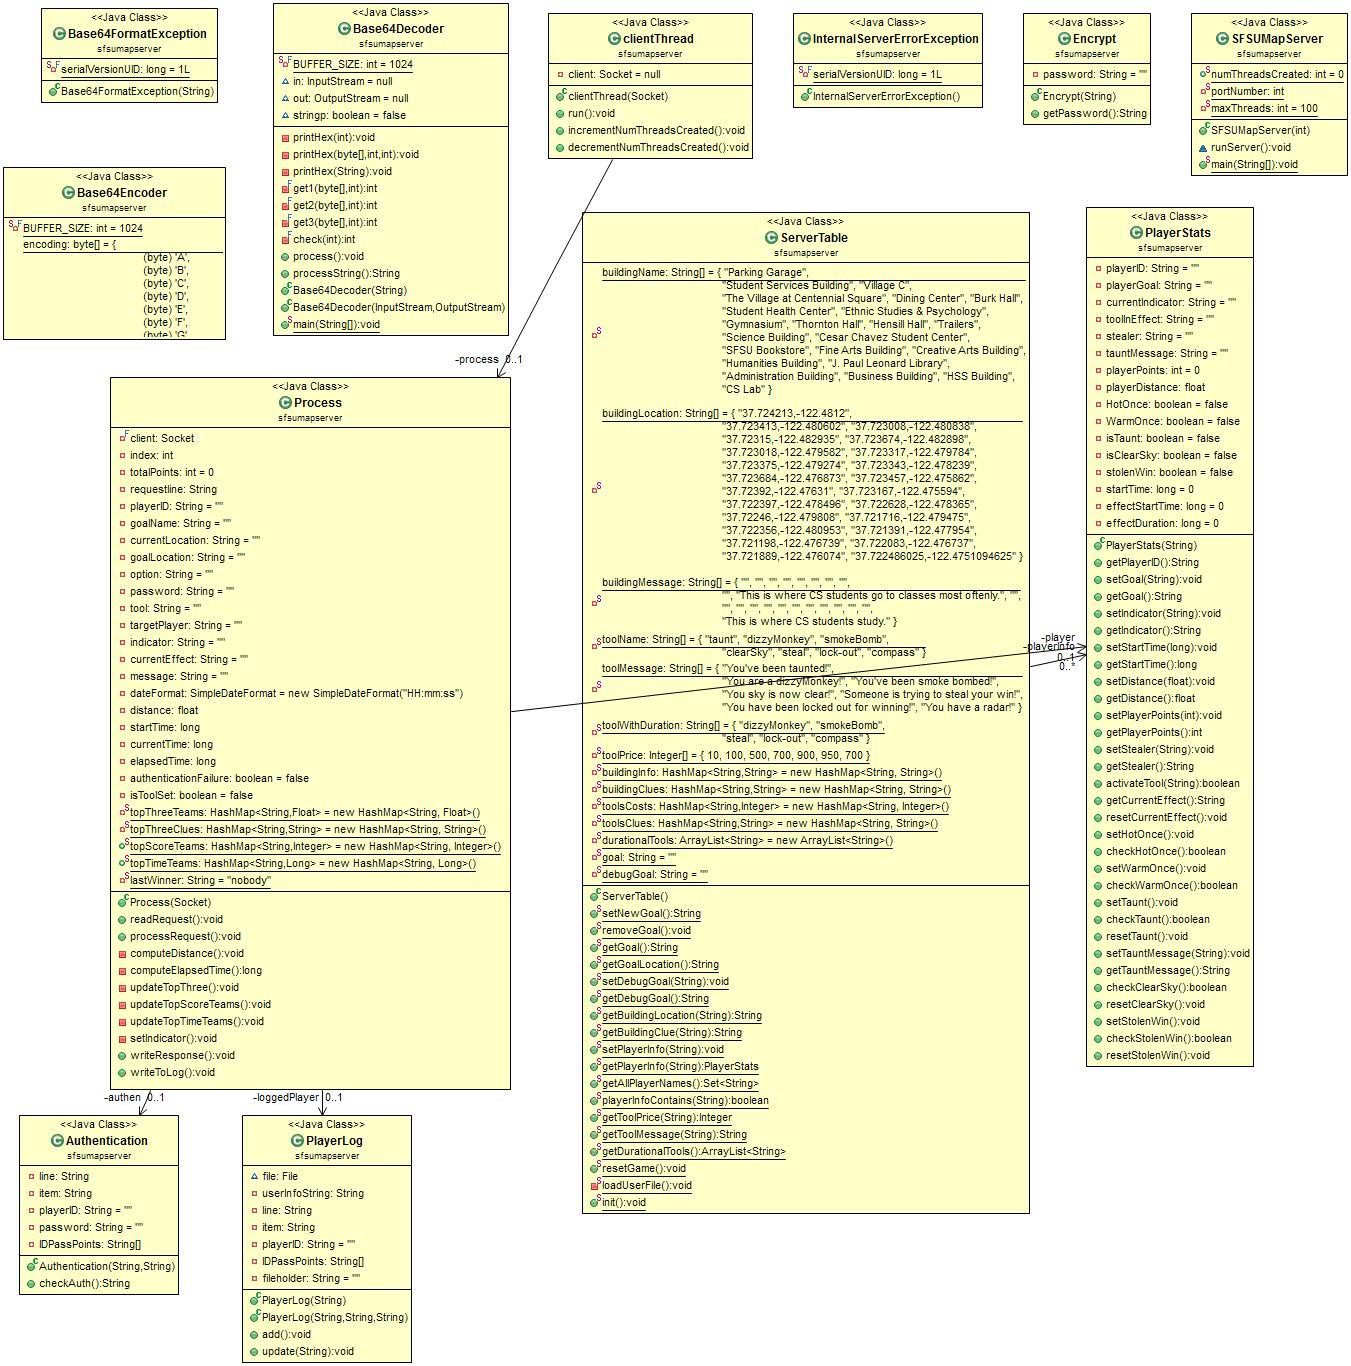 <<Java Class>>
Base64FormatException
sfsumapserver
serialVersionUID: long = 1L
Base64FormatException(String)
<<Java Class>>
Base64Decoder
sfsumapserver
BUFFER_SIZE: int = 1024
in: InputStream = null
out: OutputStream = null
stringp: boolean = false
printHex(int):void
printHex(byte[],int,int):void
printHex(String):void
get1(byte[],int):int
get2(byte[],int):int
get3(byte[],int):int
check(int):int
process():void
processString():String
Base64Decoder(String)
Base64Decoder(InputStream,OutputStream)
main(String[]):void
<<Java Class>>
clientThread
sfsumapserver
client: Socket = null
clientThread(Socket)
run():void
incrementNumThreadsCreated():void
decrementNumThreadsCreated():void
<<Java Class>>
InternalServerErrorException
sfsumapserver
serialVersionUID: long = 1L
InternalServerErrorException()
<<Java Class>>
Encrypt
sfsumapserver
password: String = ""
Encrypt(String)
getPassword():String
<<Java Class>>
SFSUMapServer
sfsumapserver
numThreadsCreated: int = 0
portNumber: int
maxThreads: int = 100
SFSUMapServer(int)
runServer():void
main(String[]):void
<<Java Class>>
Base64Encoder
sfsumapserver
BUFFER_SIZE: int = 1024
encoding: byte[] = {
(byte) 'A',
(byte) 'B',
(byte) 'C',
(byte) 'D',
(byte) 'E',
(byte) 'F',
(byte) 'G',
-process 0..1
<<Java Class>>
Process
sfsumapserver
client: Socket
index: int
totalPoints: int = 0
requestline: String
playerID: String = ""
goalName: String = ""
currentLocation: String = ""
goalLocation: String = ""
option: String = ""
password: String = ""
tool: String = ""
targetPlayer: String = ""
indicator: String = ""
currentEffect: String = ""
message: String = ""
dateFormat: SimpleDateFormat = new SimpleDateFormat("HH:mm:ss")
distance: float
startTime: long
currentTime: long
elapsedTime: long
authenticationFailure: boolean = false
isToolSet: boolean = false
topThreeTeams: HashMap<String,Float> = new HashMap<String, Float>()
topThreeClues: HashMap<String,String> = new HashMap<String, String>()
topScoreTeams: HashMap<String,Integer> = new HashMap<String, Integer>()
topTimeTeams: HashMap<String,Long> = new HashMap<String, Long>()
lastWinner: String = "nobody"
Process(Socket)
readRequest():void
processRequest():void
computeDistance():void
computeElapsedTime():long
updateTopThree():void
updateTopScoreTeams():void
updateTopTimeTeams():void
setIndicator():void
writeResponse():void
writeToLog():void
<<Java Class>>
ServerTable
sfsumapserver
buildingName: String[] = { "Parking Garage",
"Student Services Building", "Village C",
"The Village at Centennial Square", "Dining Center", "Burk Hall",
"Student Health Center", "Ethnic Studies & Psychology",
"Gymnasium", "Thornton Hall", "Hensill Hall", "Trailers",
"Science Building", "Cesar Chavez Student Center",
"SFSU Bookstore", "Fine Arts Building", "Creative Arts Building",
"Humanities Building", "J. Paul Leonard Library",
"Administration Building", "Business Building", "HSS Building",
"CS Lab" }
buildingLocation: String[] = { "37.724213,-122.4812",
"37.723413,-122.480602", "37.723008,-122.480838",
"37.72315,-122.482935", "37.723674,-122.482898",
"37.723018,-122.479582", "37.723317,-122.479784",
"37.723375,-122.479274", "37.723343,-122.478239",
"37.723684,-122.476873", "37.723457,-122.475862",
"37.72392,-122.47631", "37.723167,-122.475594",
"37.722397,-122.478496", "37.722628,-122.478365",
"37.72246,-122.479808", "37.721716,-122.479475",
"37.722356,-122.480953", "37.721391,-122.477954",
"37.721198,-122.476739", "37.722083,-122.476737",
"37.721889,-122.476074", "37.722486025,-122.4751094625" }
buildingMessage: String[] = { "", "", "", "", "", "", "", "",
"", "This is where CS students go to classes most oftenly.", "",
"", "", "", "", "", "", "", "", "", "", "",
"This is where CS students study." }
toolName: String[] = { "taunt", "dizzyMonkey", "smokeBomb",
"clearSky", "steal", "lock-out", "compass" }
toolMessage: String[] = { "You've been taunted!",
"You are a dizzyMonkey!", "You've been smoke bombed!",
"You sky is now clear!", "Someone is trying to steal your win!",
"You have been locked out for winning!", "You have a radar!" }
toolWithDuration: String[] = { "dizzyMonkey", "smokeBomb",
"steal", "lock-out", "compass" }
toolPrice: Integer[] = { 10, 100, 500, 700, 900, 950, 700 }
buildingInfo: HashMap<String,String> = new HashMap<String, String>()
buildingClues: HashMap<String,String> = new HashMap<String, String>()
toolsCosts: HashMap<String,Integer> = new HashMap<String, Integer>()
toolsClues: HashMap<String,String> = new HashMap<String, String>()
durationalTools: ArrayList<String> = new ArrayList<String>()
goal: String = ""
debugGoal: String = ""
ServerTable()
setNewGoal():String
removeGoal():void
getGoal():String
getGoalLocation():String
setDebugGoal(String):void
getDebugGoal():String
getBuildingLocation(String):String
getBuildingClue(String):String
setPlayerInfo(String):void
getPlayerInfo(String):PlayerStats
getAllPlayerNames():Set<String>
playerInfoContains(String):boolean
getToolPrice(String):Integer
getToolMessage(String):String
getDurationalTools():ArrayList<String>
resetGame():void
loadUserFile():void
init():void
-player
-playerInfo
0..1
0..*
<<Java Class>>
PlayerStats
sfsumapserver
playerID: String = ""
playerGoal: String = ""
currentIndicator: String = ""
toolInEffect: String = ""
stealer: String = ""
tauntMessage: String = ""
playerPoints: int = 0
playerDistance: float
HotOnce: boolean = false
WarmOnce: boolean = false
isTaunt: boolean = false
isClearSky: boolean = false
stolenWin: boolean = false
startTime: long = 0
effectStartTime: long = 0
effectDuration: long = 0
PlayerStats(String)
getPlayerID():String
setGoal(String):void
getGoal():String
setIndicator(String):void
getIndicator():String
setStartTime(long):void
getStartTime():long
setDistance(float):void
getDistance():float
setPlayerPoints(int):void
getPlayerPoints():int
setStealer(String):void
getStealer():String
activateTool(String):boolean
getCurrentEffect():String
resetCurrentEffect():void
setHotOnce():void
checkHotOnce():boolean
setWarmOnce():void
checkWarmOnce():boolean
setTaunt():void
checkTaunt():boolean
resetTaunt():void
setTauntMessage(String):void
getTauntMessage():String
checkClearSky():boolean
resetClearSky():void
setStolenWin():void
checkStolenWin():boolean
resetStolenWin():void
-authen 0..1
-loggedPlayer 0..1
<<Java Class>>
Authentication
sfsumapserver
line: String
item: String
playerID: String = ""
password: String = ""
IDPassPoints: String[]
Authentication(String,String)
checkAuth():String
<<Java Class>>
PlayerLog
sfsumapserver
file: File
userInfoString: String
line: String
item: String
playerID: String = ""
IDPassPoints: String[]
fileholder: String = ""
PlayerLog(String)
PlayerLog(String,String,String)
add():void
update(String):void